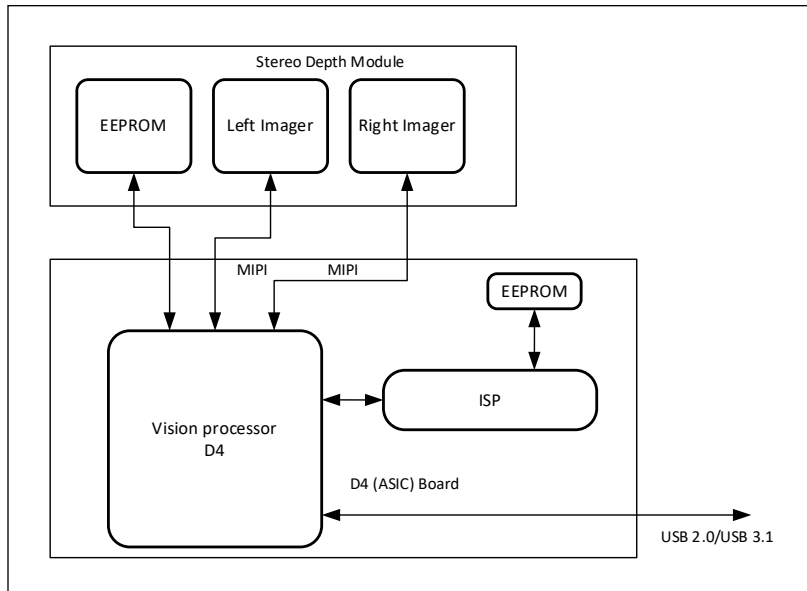 Stereo Depth Module
EEPROM
Left Imager
Right Imager
MIPI
MIPI
EEPROM
ISP
Vision processor
D4
D4 (ASIC) Board
USB 2.0/USB 3.1